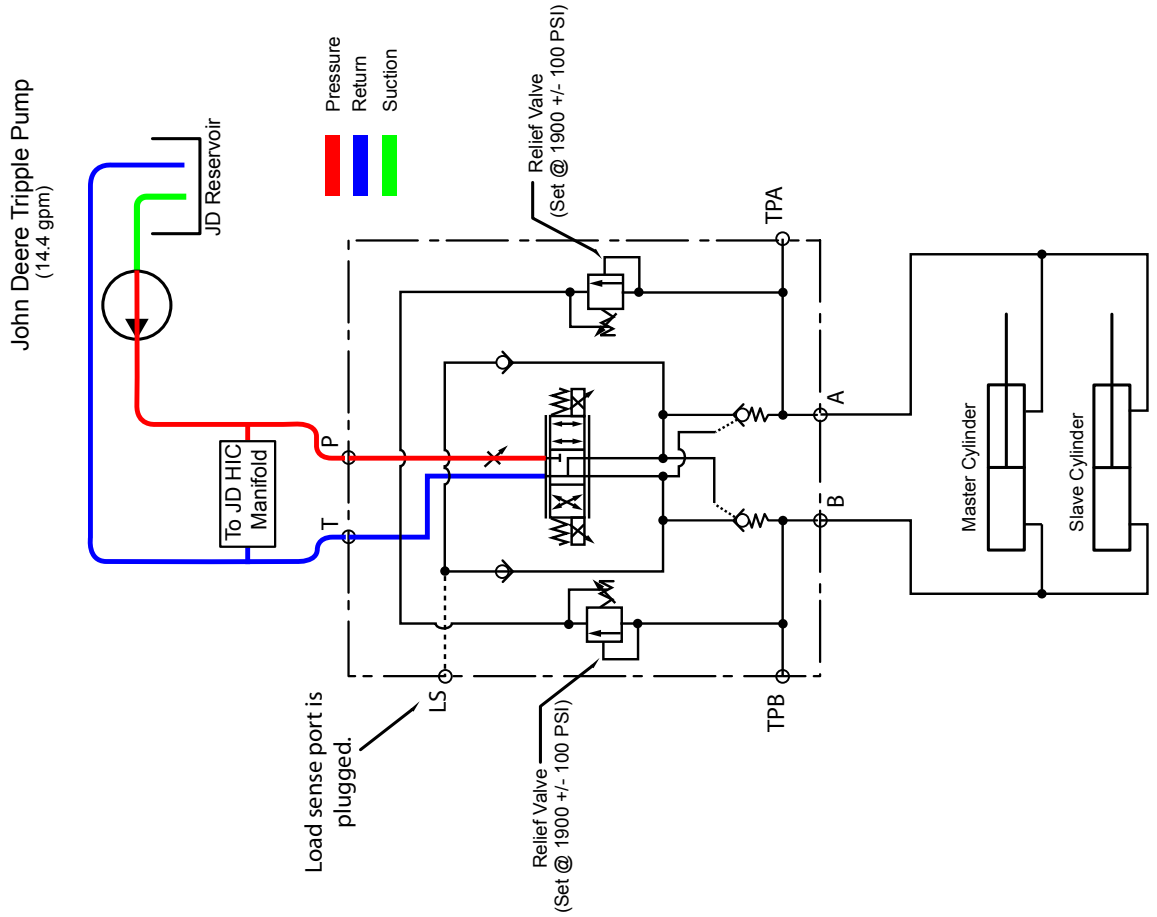 John Deere Tripple Pump
(14.4 gpm)
JD Reservoir
Pressure
Return
Suction
To JD HIC
Manifold
P
T
Relief Valve
(Set @ 1900 +/- 100 PSI)
TPA
Load sense port is
plugged.
LS
Relief Valve
(Set @ 1900 +/- 100 PSI)
TPB
A
B
Master Cylinder
Slave Cylinder